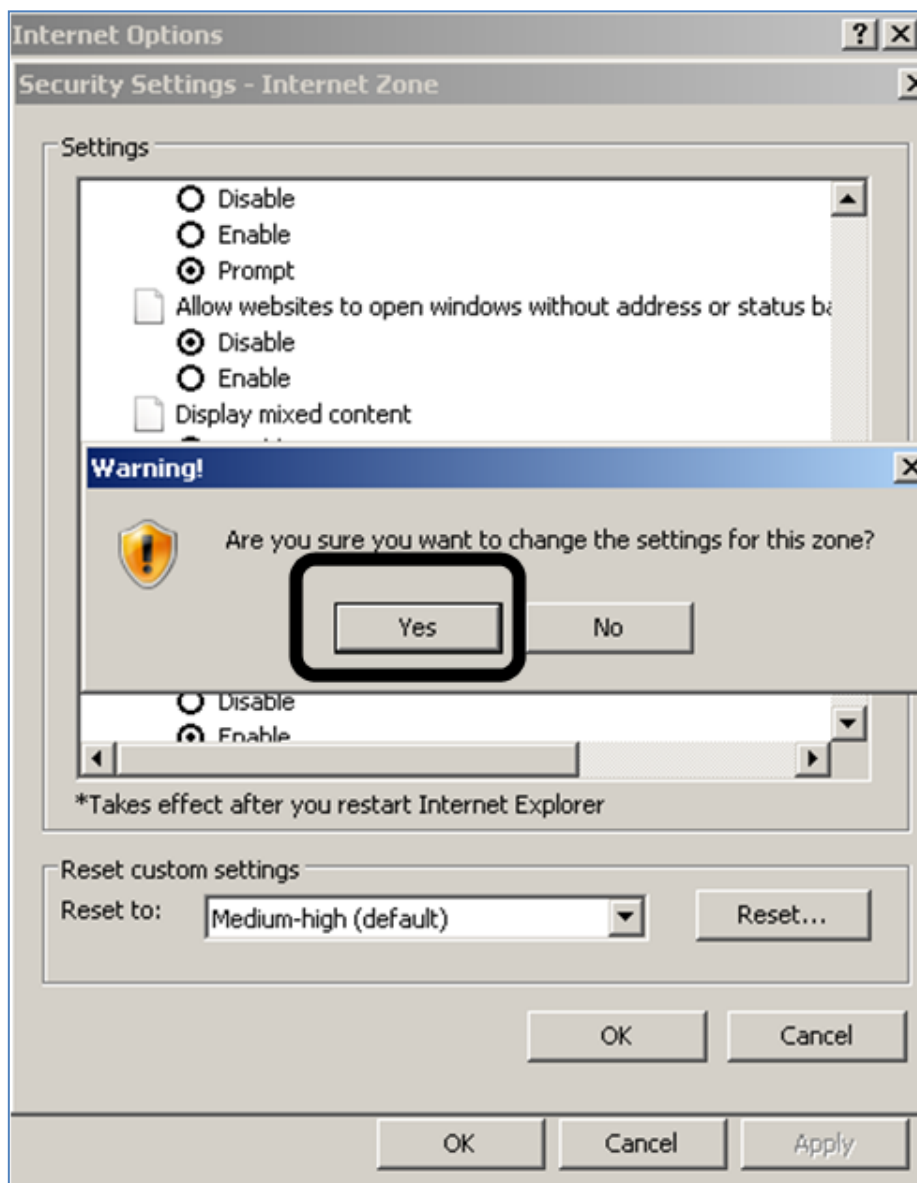 Internet Options
Security Settings - Internet Zone
Settings
Disable
Enable
Prompt
Allow websites to open windows without address or status ba
Disable
Enable
Display mixed content
Warning!
Are you sure you want to change the settings for this zone?
Yes No
Disable
Enable
*Takes effect after you restart Internet Explorer
Reset custom settings
Reset to: Medium-high (default) Reset...
OK Cancel
OK Cancel Apply